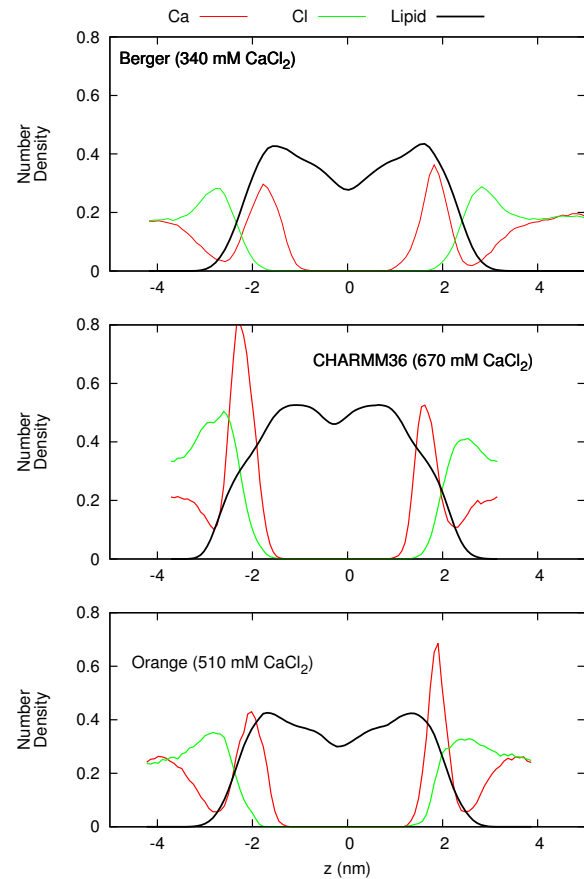 Ca Cl Lipid
Berger (340 mM CaCl₂)
Number
Density
0.8
0.6
0.4
0.2
0
-4 -2 0 2 4
CHARMM36 (670 mM CaCl₂)
Number
Density
0.8
0.6
0.4
0.2
0
-4 -2 0 2 4
Orange (510 mM CaCl₂)
Number
Density
0.8
0.6
0.4
0.2
0
-4 -2 0 2 4
z (nm)